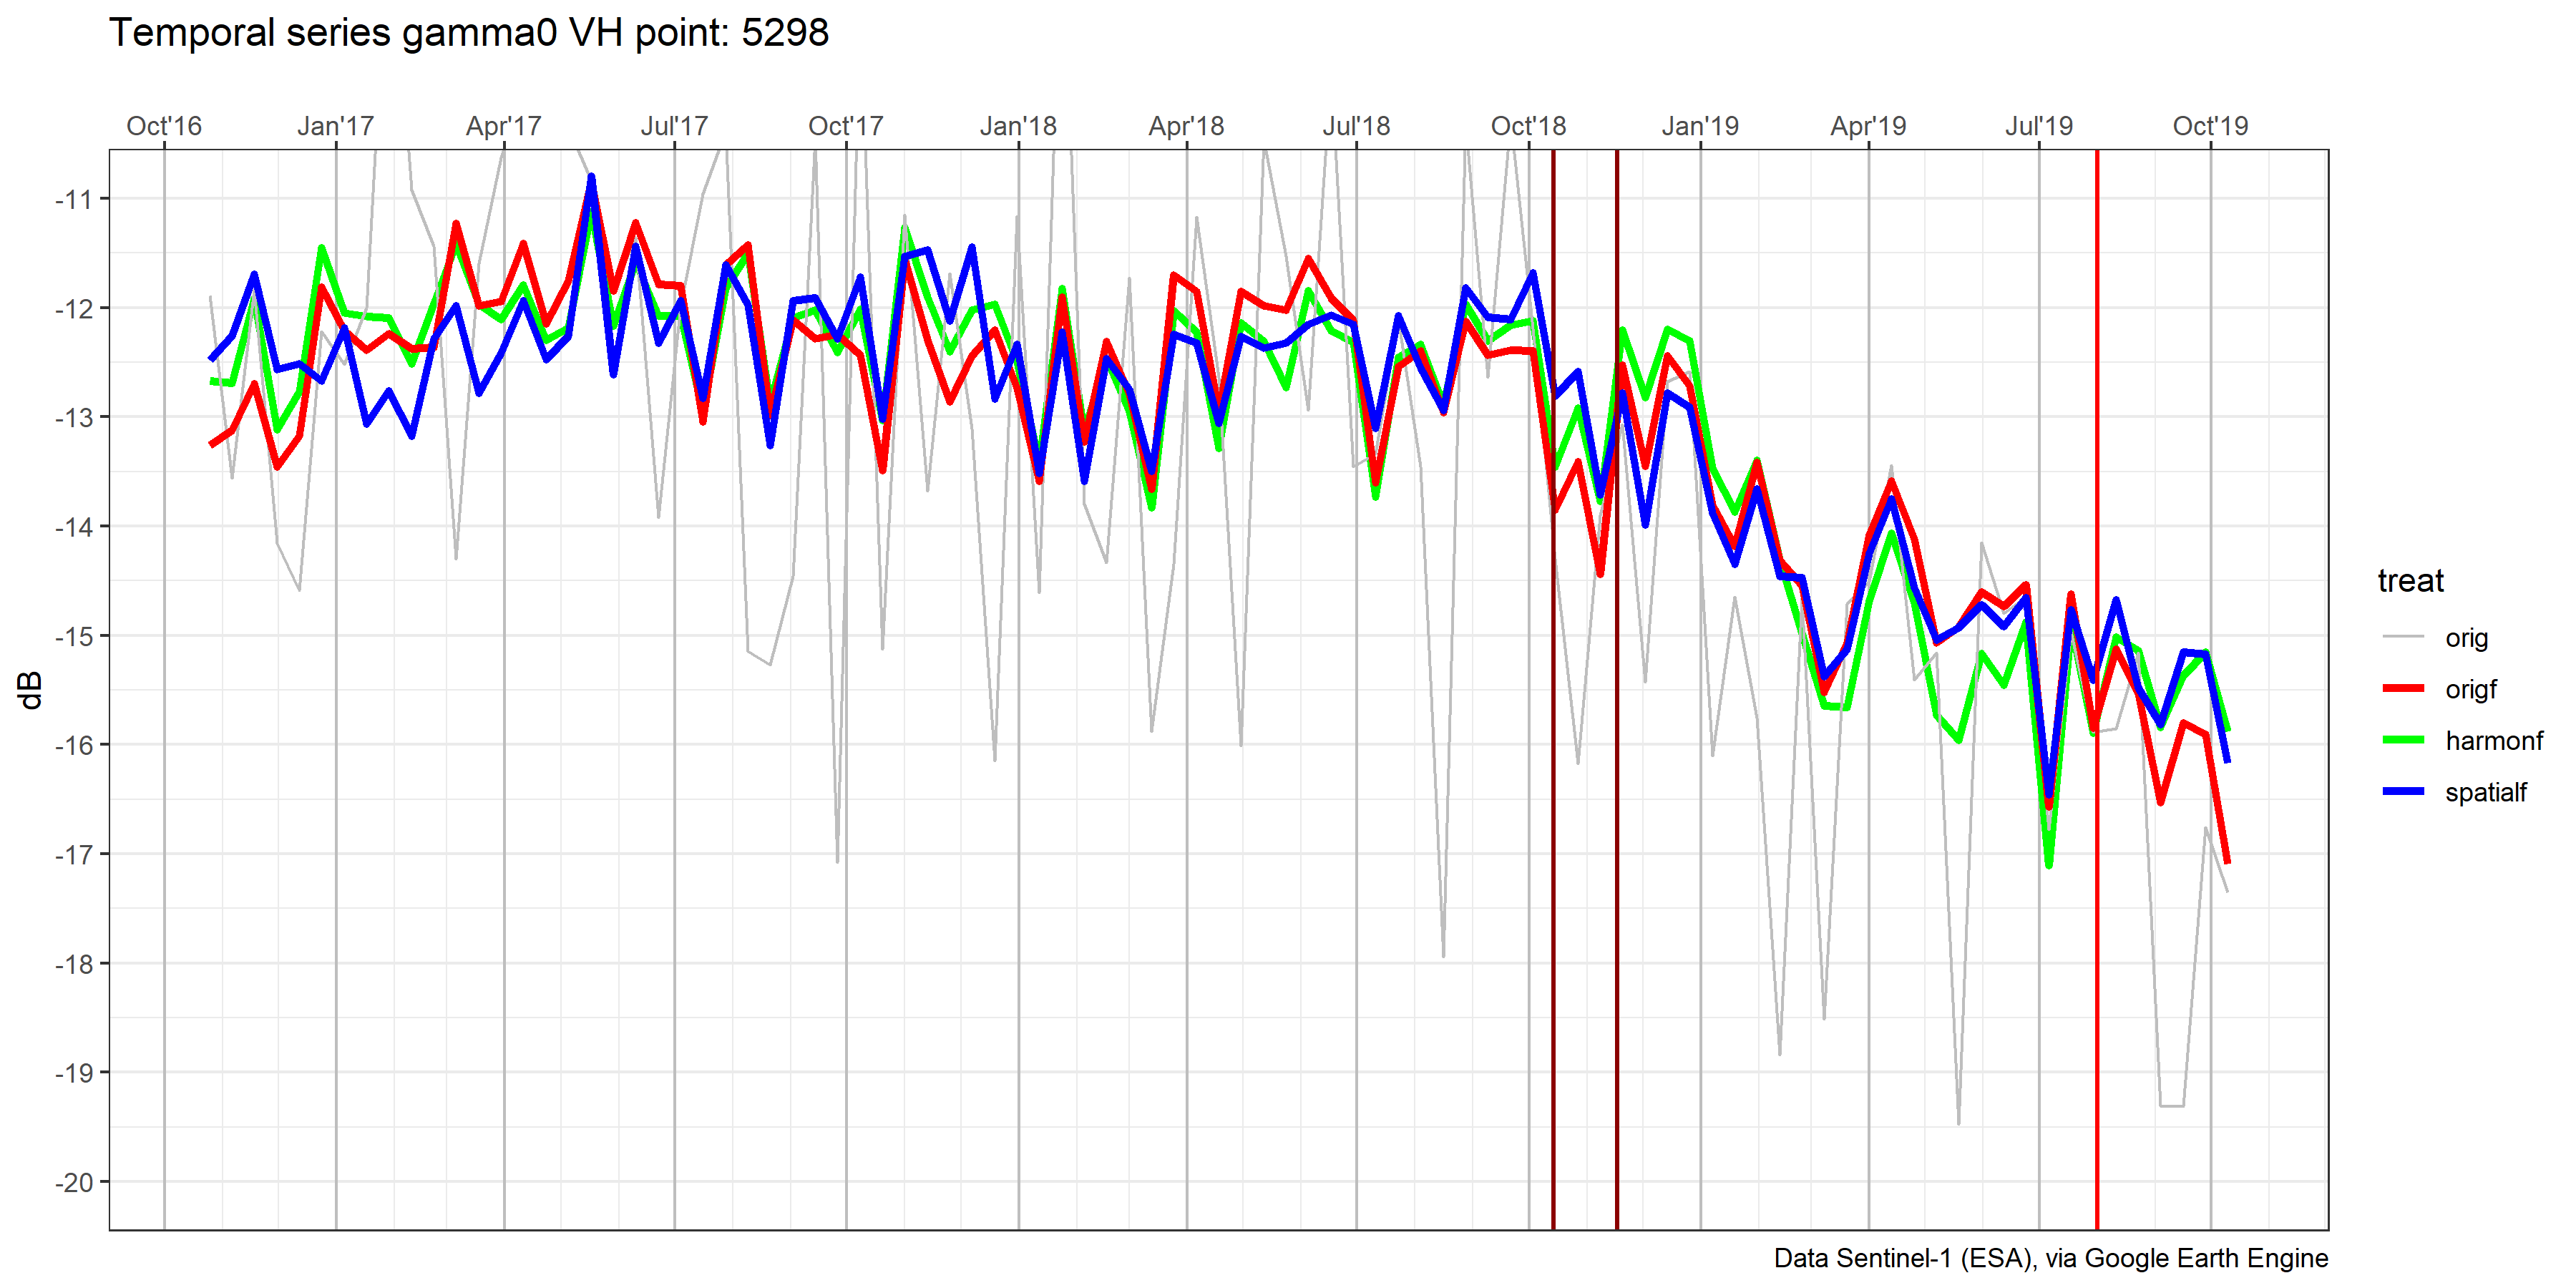 Temporal series gamma0 VH point: 5298
Oct'16 Jan'17 Apr'17 Jul'17 Oct'17 Jan'18 Apr'18 Jul'18 Oct'18 Jan'19 Apr'19 Jul'19 Oct'19
-11
-12
-13
-14
-15
-16
-17
-18
-19
-20
dB
treat
orig
origf
harmonf
spatialf
Data Sentinel-1 (ESA), via Google Earth Engine